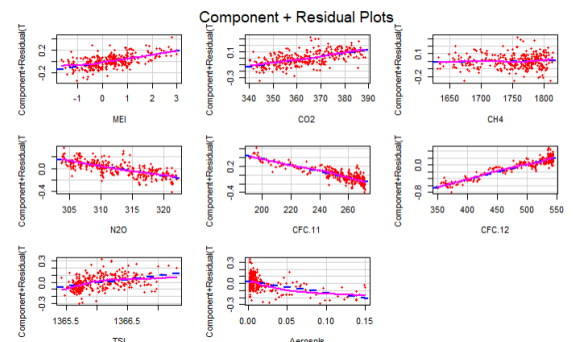 Component + Residual Plots
Component+Residual(T
0.2
-0.2
-1 0 1 2 3
MEI
Component+Residual(T
0.1
-0.3
340 350 360 370 380 390
CO2
Component+Residual(T
0.1
-0.2
1650 1700 1750 1800
CH4
Component+Residual(T
0.0
-0.4
305 310 315 320
N2O
Component+Residual(T
0.2
-0.4
200 220 240 260
CFC.11
Component+Residual(T
0.0
-0.8
350 400 450 500 550
CFC.12
Component+Residual(T
0.3
0.0
-0.3
1365.5 1366.5
TSI
Component+Residual(T
0.3
0.0
-0.3
0.00 0.05 0.10 0.15
Aerosols